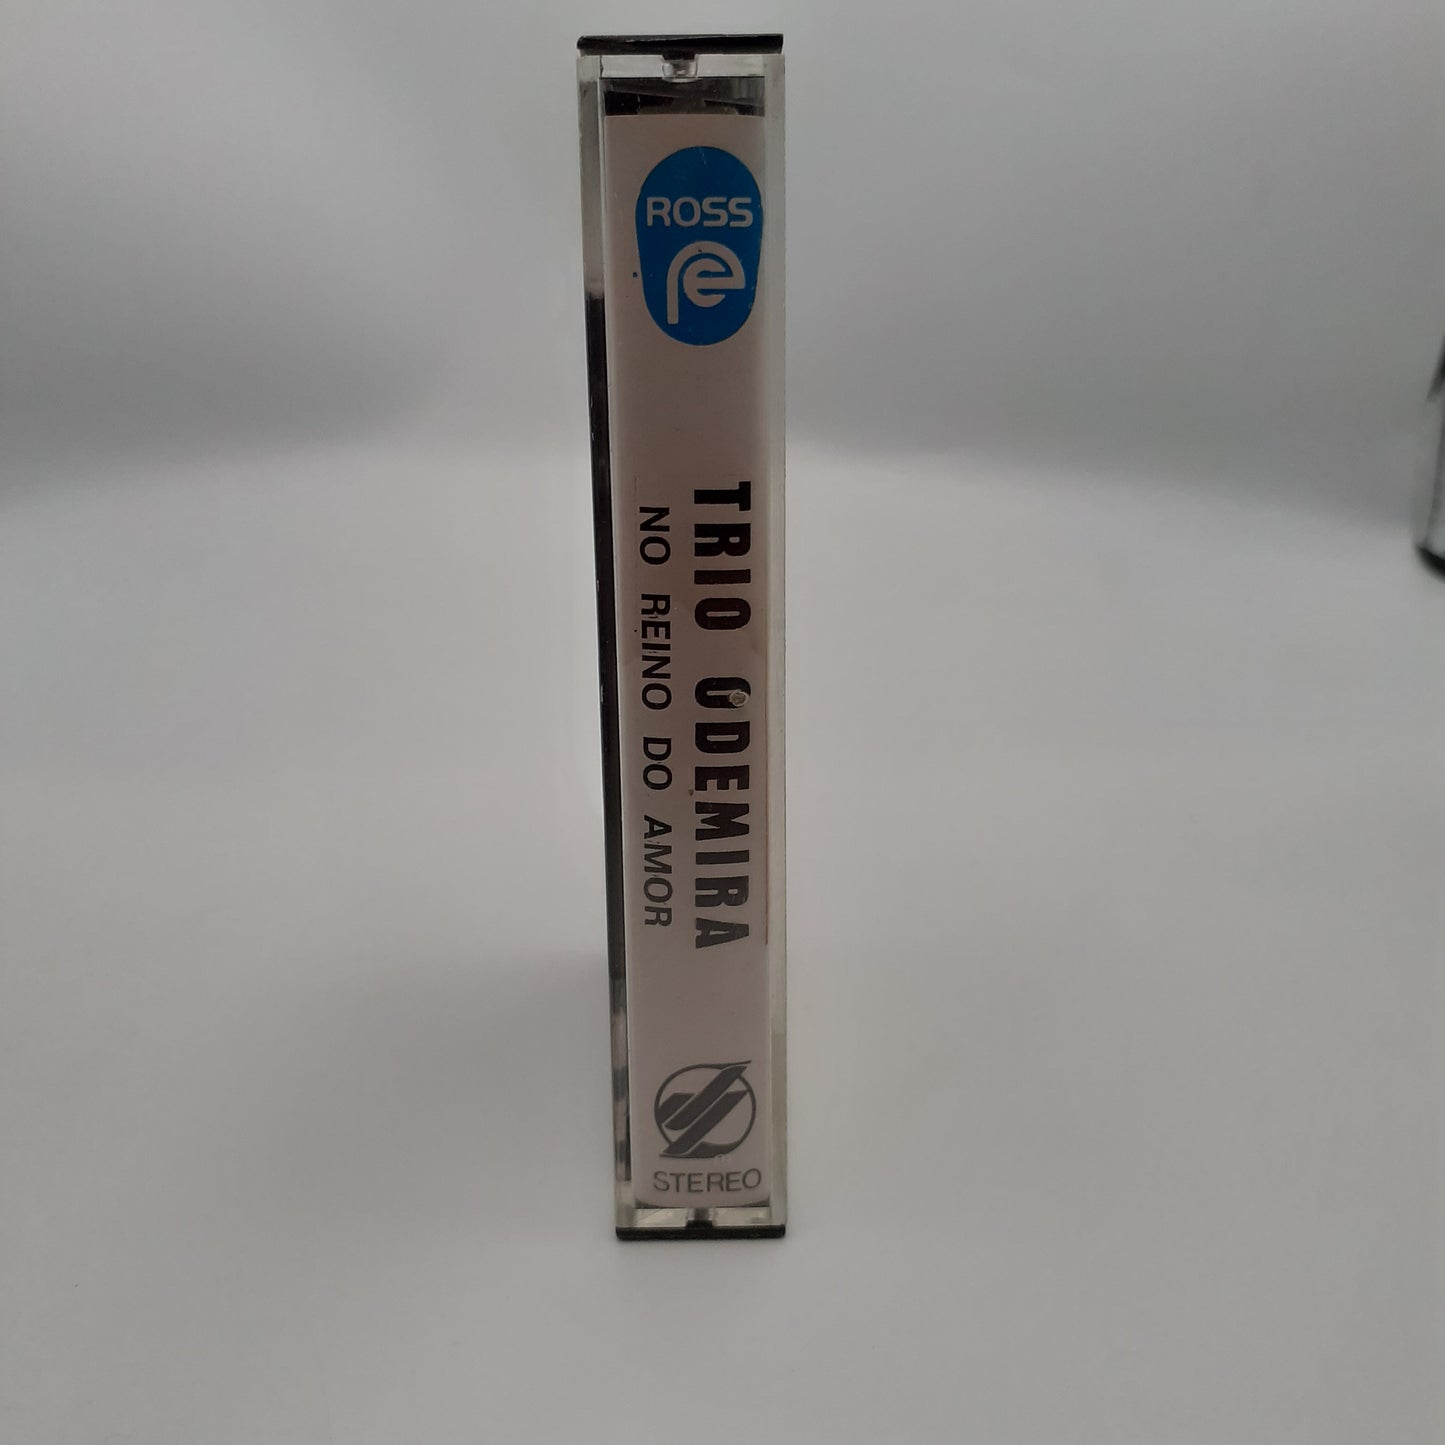 ROSS
TRIO ODEMIRA
NO REINO DO AMOR
STEREO